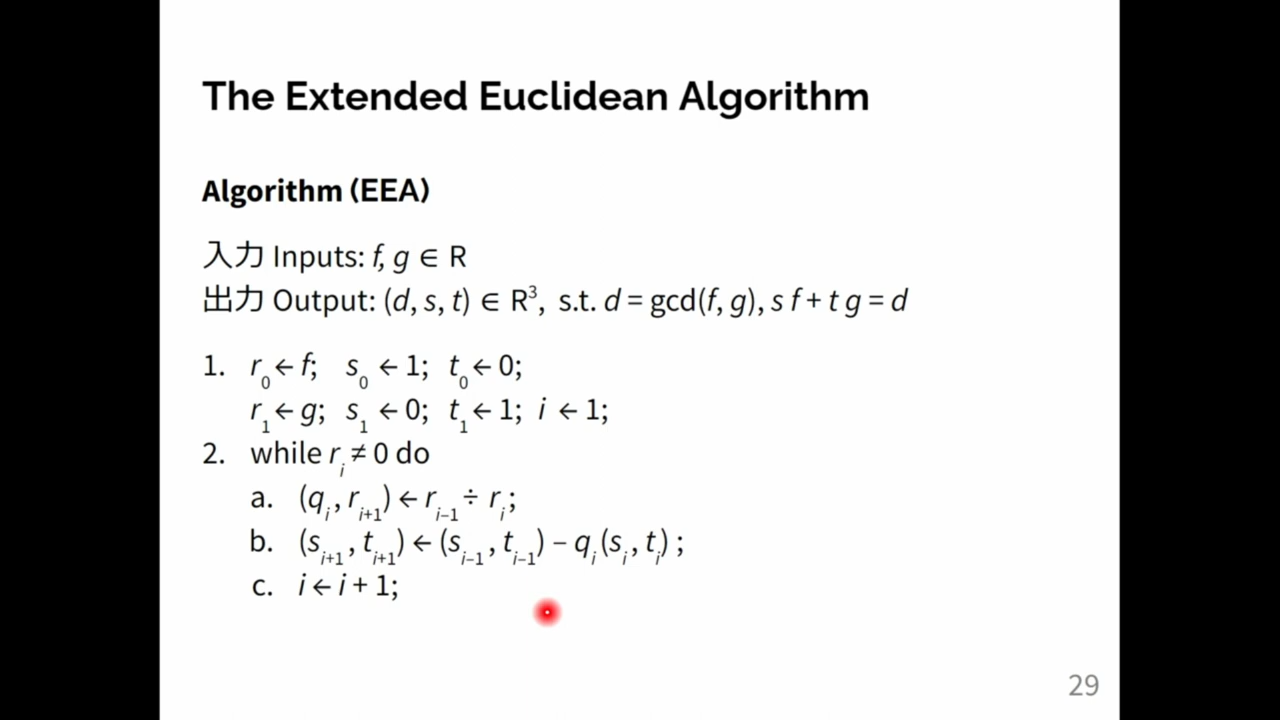 The Extended Euclidean Algorithm
Algorithm (EEA)
入力 Inputs: f, g ∈ R
出力 Output: (d, s, t) ∈ R³, s.t. d = gcd(f, g), s f + t g = d
1. r₀ ← f; s₀ ← 1; t₀ ← 0;
r₁ ← g; s₁ ← 0; t₁ ← 1; i ← 1;
2. while rᵢ ≠ 0 do
a. (qᵢ, rᵢ₊₁) ← rᵢ₋₁ ÷ rᵢ;
b. (sᵢ₊₁, tᵢ₊₁) ← (sᵢ₋₁, tᵢ₋₁) − qᵢ (sᵢ, tᵢ) ;
c. i ← i + 1;
29